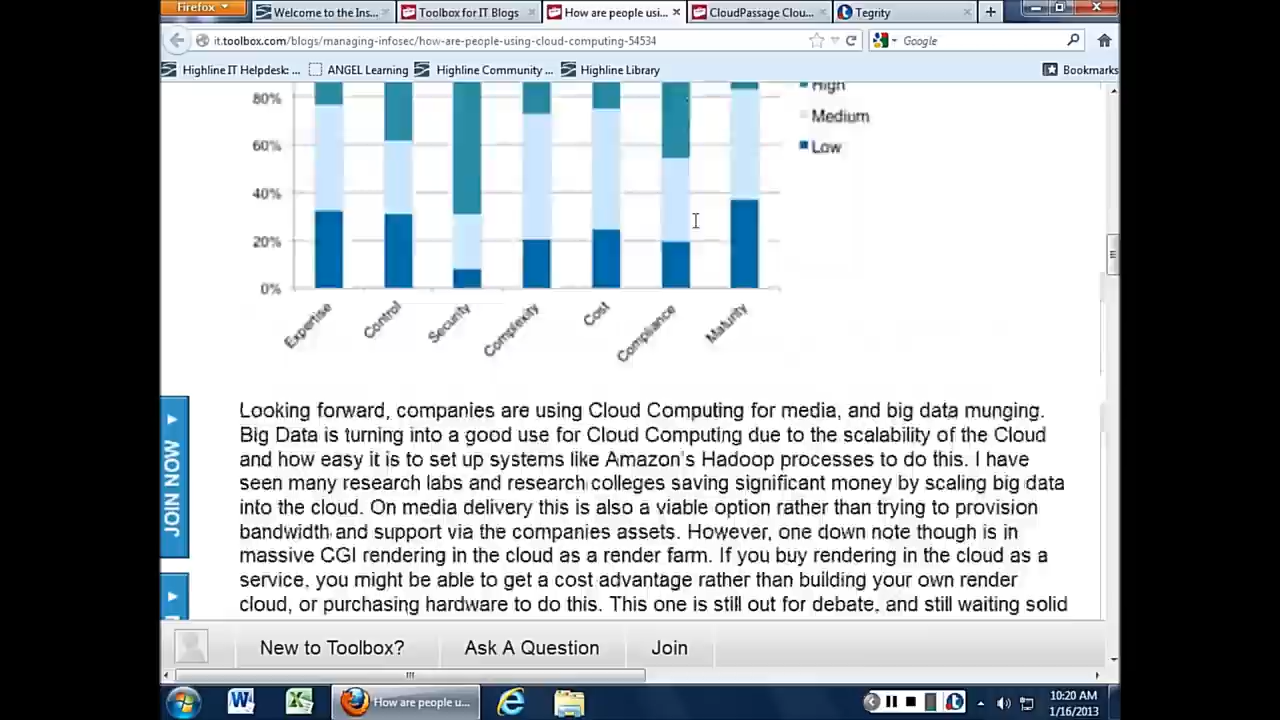 Firefox
Welcome to the Ins...
Toolbox for IT Blogs
How are people usi...
CloudPassage Clou...
Tegrity
it.toolbox.com/blogs/managing-infosec/how-are-people-using-cloud-computing-54534
Google
Highline IT Helpdesk: ...
ANGEL Learning
Highline Community ...
Highline Library
Bookmarks
80%
High
Medium
60%
Low
40%
20%
0%
Expertise
Control
Security
Complexity
Cost
Compliance
Maturity
Looking forward, companies are using Cloud Computing for media, and big data munging.
Big Data is turning into a good use for Cloud Computing due to the scalability of the Cloud
and how easy it is to set up systems like Amazon's Hadoop processes to do this. I have
seen many research labs and research colleges saving significant money by scaling big data
into the cloud. On media delivery this is also a viable option rather than trying to provision
bandwidth and support via the companies assets. However, one down note though is in
massive CGI rendering in the cloud as a render farm. If you buy rendering in the cloud as a
service, you might be able to get a cost advantage rather than building your own render
cloud, or purchasing hardware to do this. This one is still out for debate, and still waiting solid
JOIN NOW
New to Toolbox?
Ask A Question
Join
How are people u...
10:20 AM
1/16/2013